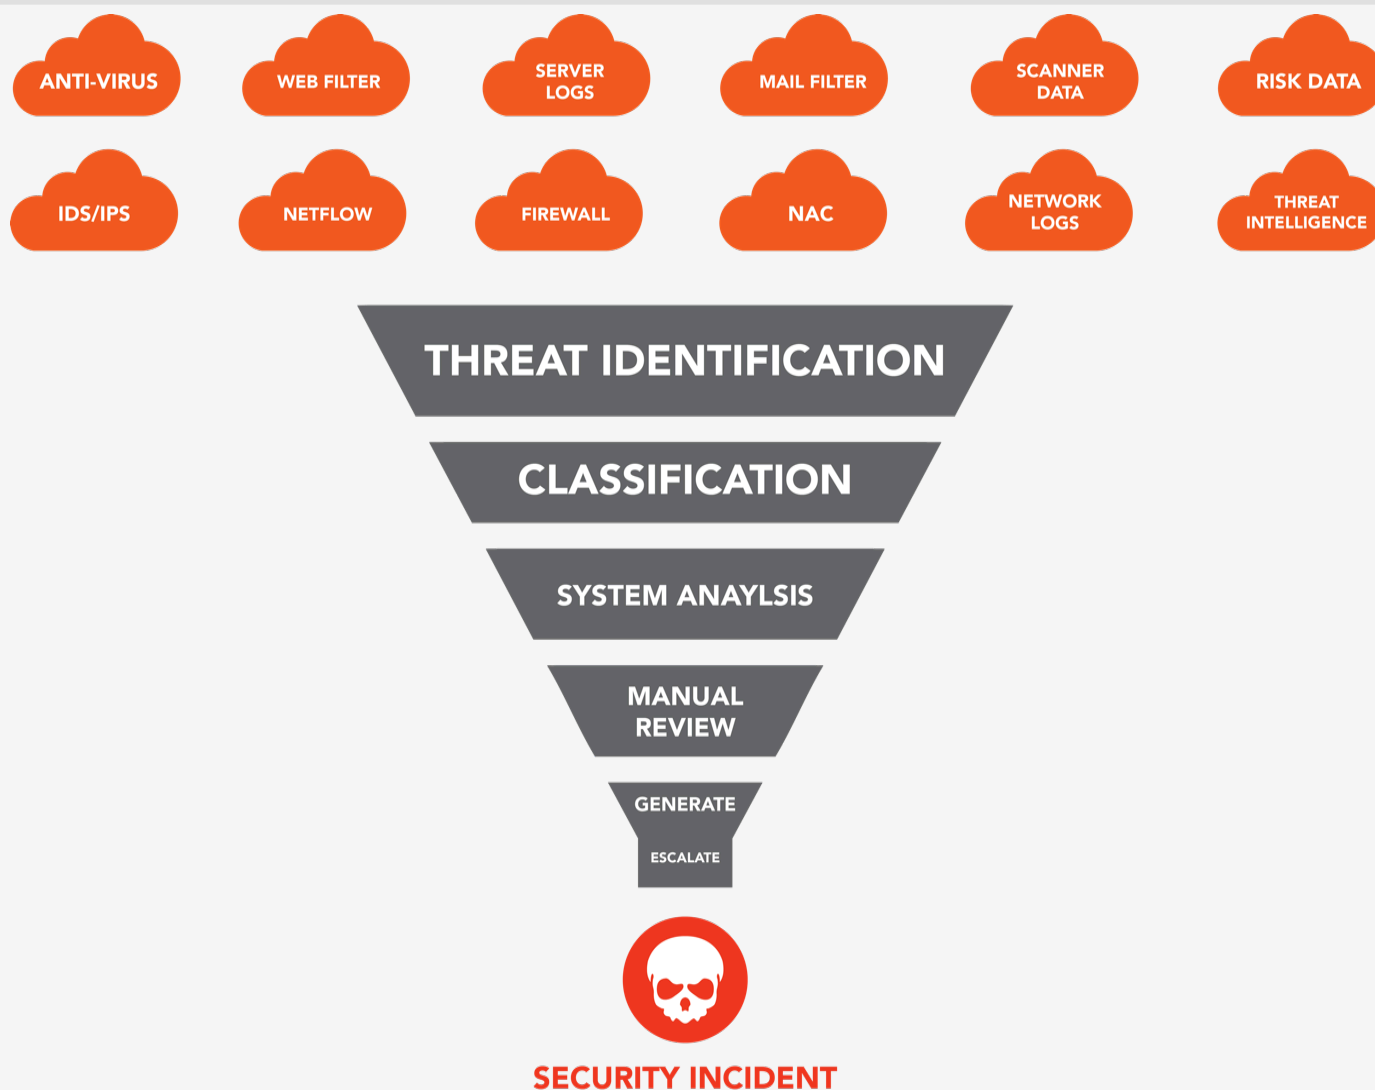 ANTI-VIRUS
WEB FILTER
SERVER
LOGS
MAIL FILTER
SCANNER
DATA
RISK DATA
IDS/IPS
NETFLOW
FIREWALL
NAC
NETWORK
LOGS
THREAT
INTELLIGENCE
THREAT IDENTIFICATION
CLASSIFICATION
SYSTEM ANAYLSIS
MANUAL
REVIEW
GENERATE
ESCALATE
SECURITY INCIDENT